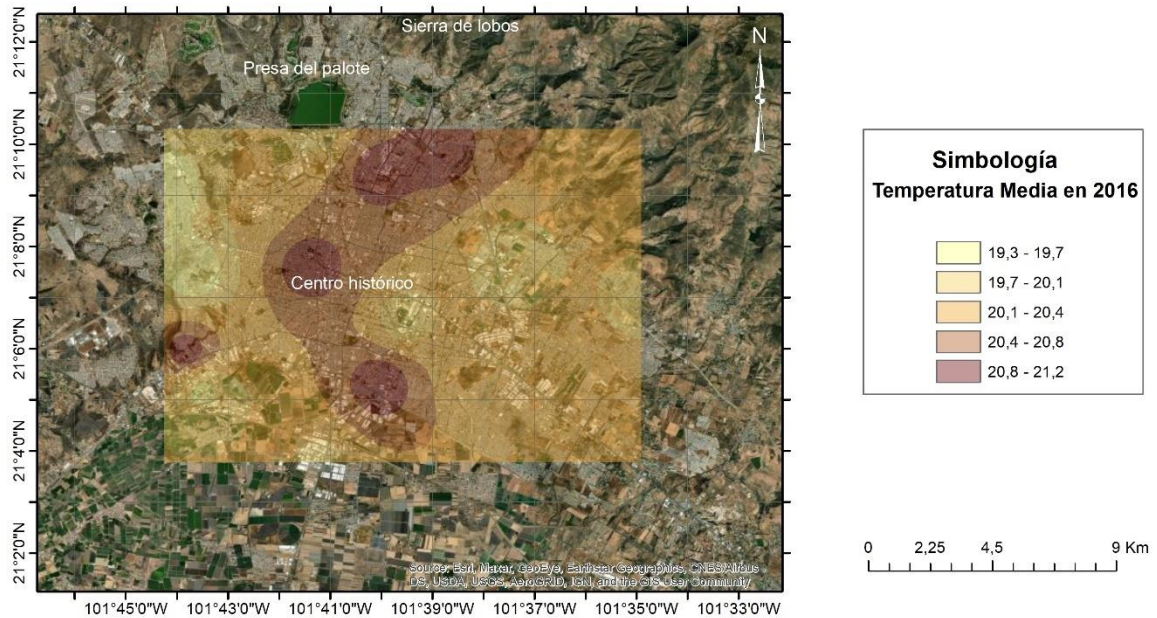 Sierra de lobos
N
Presa del palote
Centro histórico
21°12'0"N
21°10'0"N
21°8'0"N
21°6'0"N
21°4'0"N
21°2'0"N
Source: Esri, Maxar, GeoEye, Earthstar Geographics, CNES/Airbus
DS, USDA, USGS, AeroGRID, IGN, and the GIS User Community
101°45'0"W 101°43'0"W 101°41'0"W 101°39'0"W 101°37'0"W 101°35'0"W 101°33'0"W
Simbología
Temperatura Media en 2016
19,3 - 19,7
19,7 - 20,1
20,1 - 20,4
20,4 - 20,8
20,8 - 21,2
0 2,25 4,5 9 Km